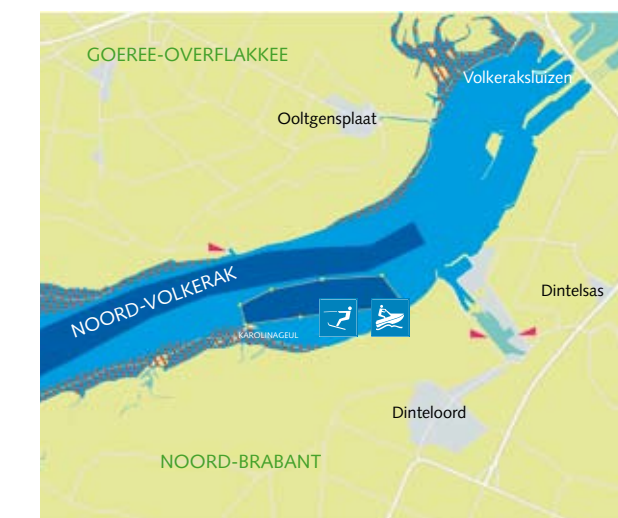 GOEREE-OVERFLAKKEE
Volkeraksluizen
Ooltgensplaat
NOORD-VOLKERAK
Dintelsas
KAROLINAGEUL
Dinteloord
NOORD-BRABANT